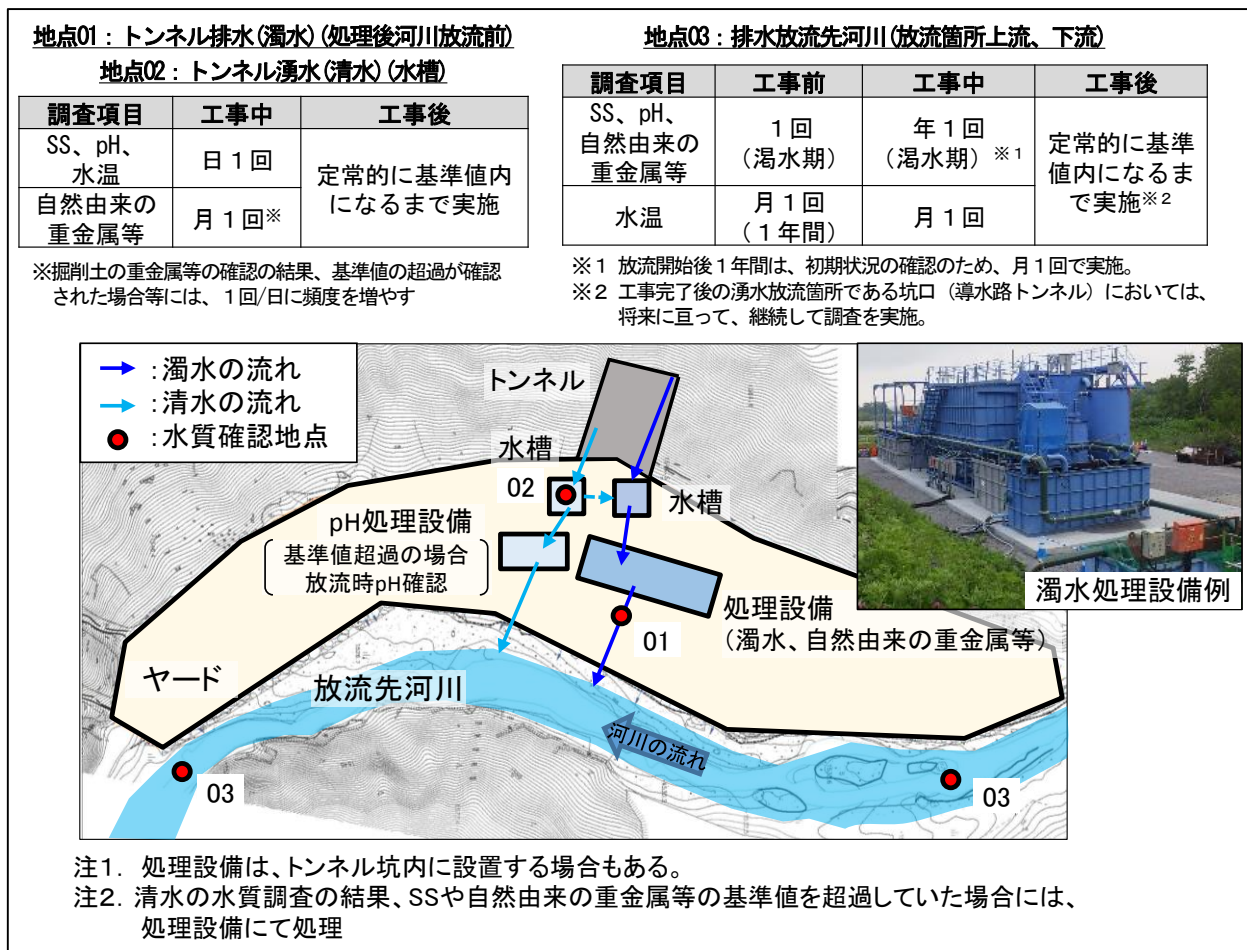 地点01：トンネル排水(濁水)(処理後河川放流前)
地点02：トンネル湧水(清水)(水槽)
調査項目
工事中
工事後
SS、pH、
水温
日1回
定常的に基準値内
になるまで実施
自然由来の
重金属等
月1回※
※掘削土の重金属等の確認の結果、基準値の超過が確認
された場合等には、1回/日に頻度を増やす
地点03：排水放流先河川(放流箇所上流、下流)
調査項目
工事前
工事中
工事後
SS、pH、
自然由来の
重金属等
1回
(渇水期)
年1回
(渇水期)※1
定常的に基準
値内になるま
で実施※2
水温
月1回
(1年間)
月1回
※1 放流開始後1年間は、初期状況の確認のため、月1回で実施。
※2 工事完了後の湧水放流箇所である坑口（導水路トンネル）においては、
将来に亘って、継続して調査を実施。
：濁水の流れ
：清水の流れ
：水質確認地点
トンネル
水槽
02
水槽
pH処理設備
基準値超過の場合
放流時pH確認
処理設備
(濁水、自然由来の重金属等)
01
濁水処理設備例
ヤード
放流先河川
河川の流れ
03
03
注1．処理設備は、トンネル坑内に設置する場合もある。
注2．清水の水質調査の結果、SSや自然由来の重金属等の基準値を超過していた場合には、
処理設備にて処理